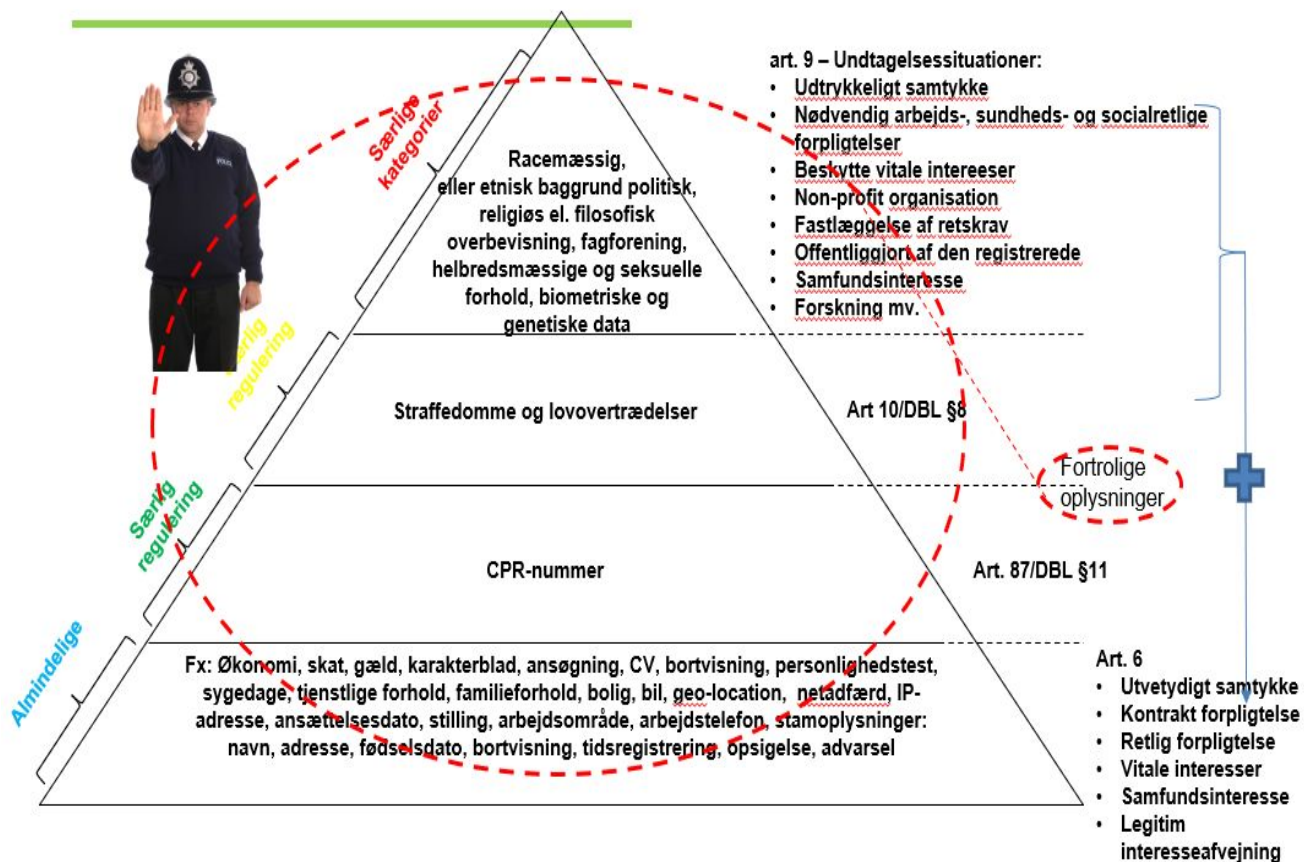 art. 9 – Undtagelsessituationer:
• Udtrykkeligt samtykke
• Nødvendig arbejds-, sundheds- og socialretlige
forpligtelser
• Beskytte vitale intereeser
• Non-profit organisation
• Fastlæggelse af retskrav
• Offentliggjort af den registrerede
• Samfundsinteresse
• Forskning mv.
POLICE
Særlige
kategorier
Racemæssig,
eller etnisk baggrund politisk,
religiøs el. filosofisk
overbevisning, fagforening,
helbredsmæssige og seksuelle
forhold, biometriske og
genetiske data
regulering
Straffedomme og lovovertrædelser
Art 10/DBL §8
Fortrolige
oplysninger
Særlig
regulering
CPR-nummer
Art. 87/DBL §11
Almindelige
Fx: Økonomi, skat, gæld, karakterblad, ansøgning, CV, bortvisning, personlighedstest,
sygedage, tjenstlige forhold, familieforhold, bolig, bil, geo-location, netadfærd, IP-
adresse, ansættelsesdato, stilling, arbejdsområde, arbejdstelefon, stamoplysninger:
navn, adresse, fødselsdato, bortvisning, tidsregistrering, opsigelse, advarsel
Art. 6
• Utvetydigt samtykke
• Kontrakt forpligtelse
• Retlig forpligtelse
• Vitale interesser
• Samfundsinteresse
• Legitim
interesseafvejning